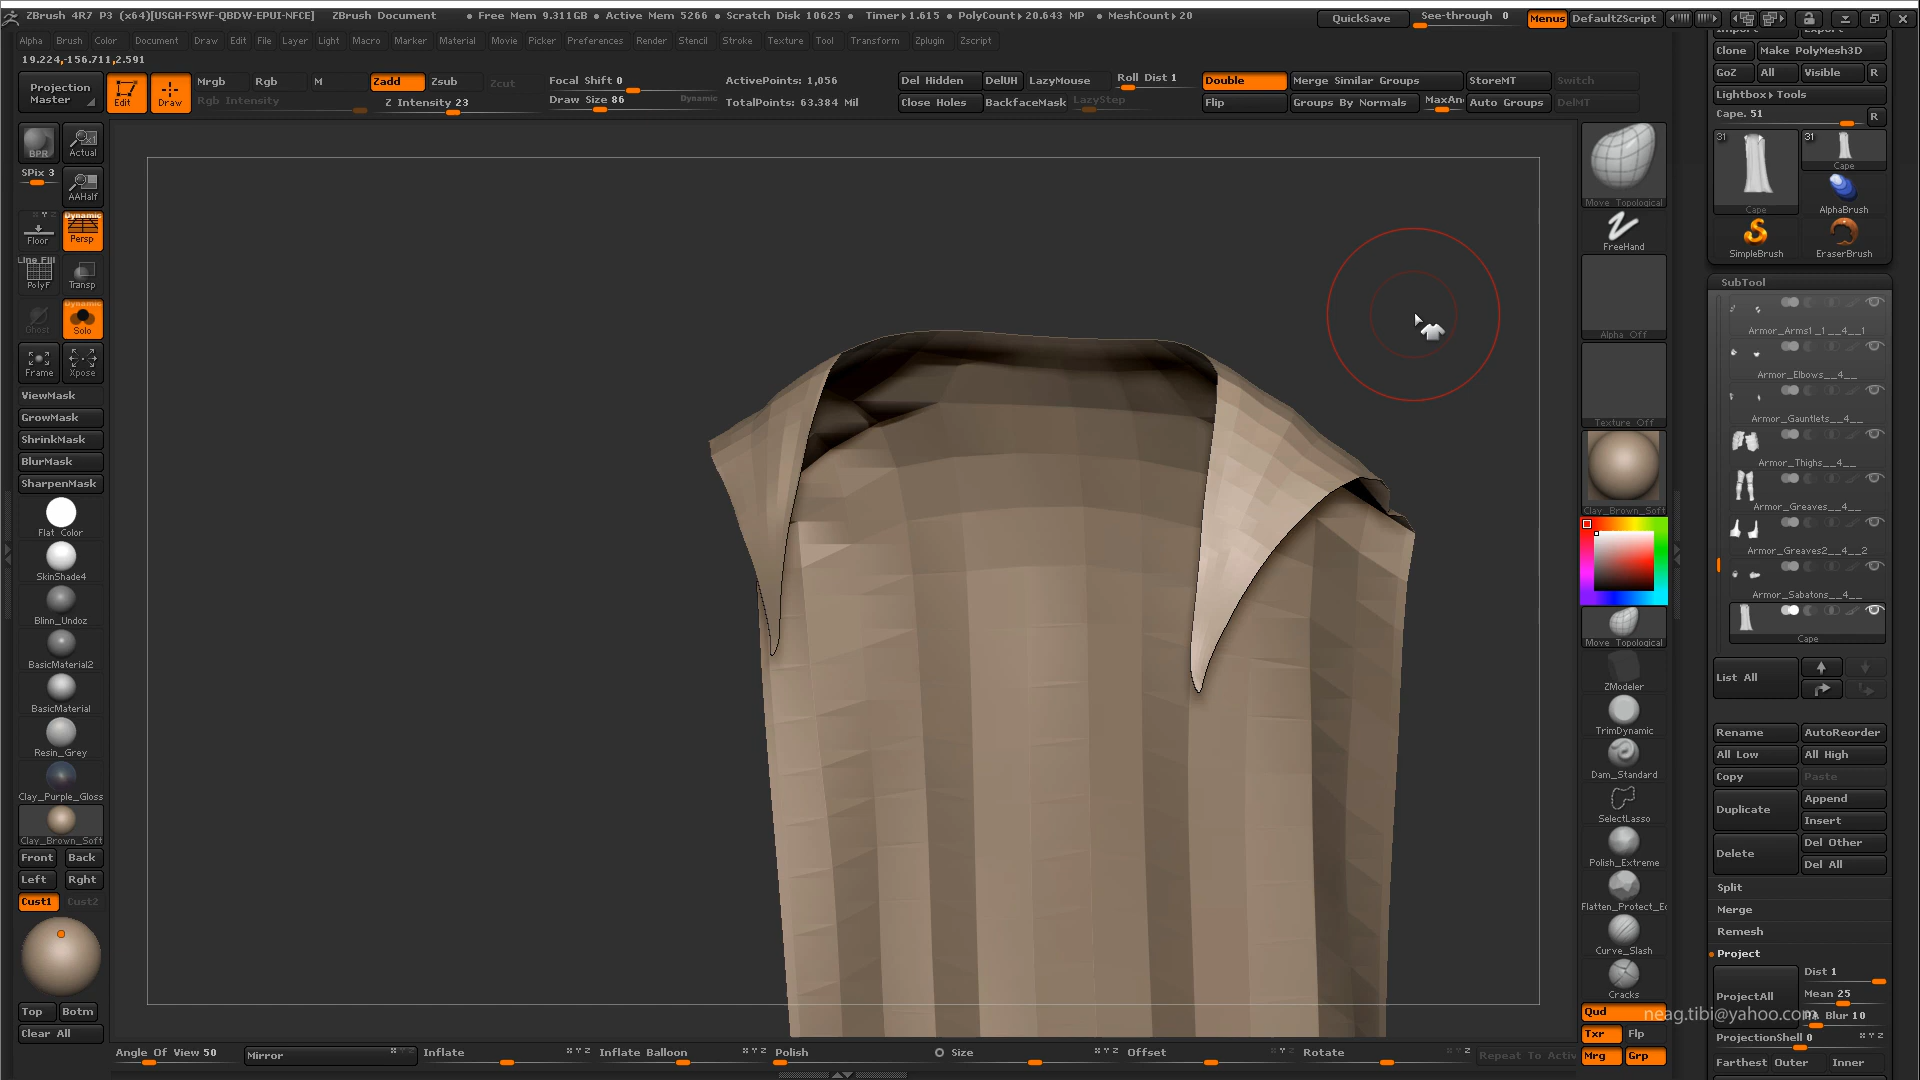 ZBrush 4R7 P3 (x64)[USGH-FSWF-QBDW-EPUI-NFCE] ZBrush Document • Free Mem 9.311GB • Active Mem 5266 • Scratch Disk 10625 • Timer▸1.615 • PolyCount▸20.643 MP • MeshCount▸20 QuickSave See-through 0 Menus DefaultZScript
Alpha Brush Color Document Draw Edit File Layer Light Macro Marker Material Movie Picker Preferences Render Stencil Stroke Texture Tool Transform Zplugin Zscript
19.224,-156.711,2.591
Projection Master
Edit
Draw
Mrgb Rgb M Zadd Zsub Zcut
Rgb Intensity Z Intensity 23
Focal Shift 0
Draw Size 86 Dynamic
ActivePoints: 1,056
TotalPoints: 63.384 Mil
Del Hidden DelUH LazyMouse Roll Dist 1
Close Holes BackfaceMask LazyStep
Double Merge Similar Groups StoreMT Switch
Flip Groups By Normals MaxAn Auto Groups DelMT
BPR Actual
SPix 3
AAHalf
Dynamic
Floor Persp
Line Fill
PolyF Transp
Dynamic
Ghost Solo
Frame Xpose
ViewMask
GrowMask
ShrinkMask
BlurMask
SharpenMask
Flat Color
SkinShade4
Blinn_Undoz
BasicMaterial2
BasicMaterial
Resin_Grey
Clay_Purple_Gloss
Clay_Brown_Soft
Front Back
Left Rght
Cust1 Cust2
Top Botm
Clear All
Angle Of View 50 Mirror Inflate Inflate Balloon Polish Size Offset Rotate Repeat To Activ
Move Topological
FreeHand
Alpha Off
Texture Off
Clay_Brown_Soft
Move Topological
ZModeler
TrimDynamic
Dam_Standard
SelectLasso
Polish_Extreme
Flatten_Protect_Ed
Curve_Slash
Cracks
Qud
Txr Flp
Mrg Grp
Import Export
Clone Make PolyMesh3D
GoZ All Visible R
Lightbox▸Tools
Cape. 51 R
31 31
Cape
Cape AlphaBrush
SimpleBrush EraserBrush
SubTool
Armor_Arms1_1__4__1
Armor_Elbows__4__
Armor_Gauntlets__4__
Armor_Thighs__4__
Armor_Greaves__4__
Armor_Greaves2__4__2
Armor_Sabatons__4__
Cape
List All
Rename AutoReorder
All Low All High
Copy Paste
Duplicate Append
Insert
Delete Del Other
Del All
Split
Merge
Remesh
Project
ProjectAll Dist 1
Mean 25
Blur 10
neag.tibi@yahoo.com
ProjectionShell 0
Farthest Outer Inner